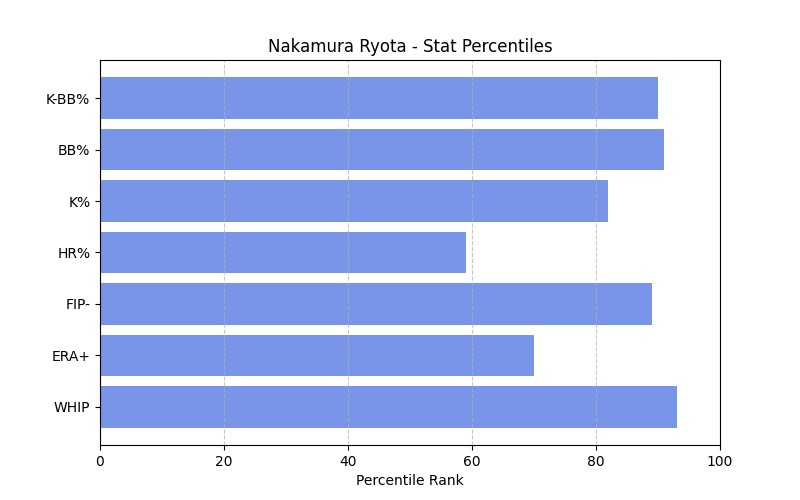 Nakamura Ryota - Stat Percentiles
K-BB%
BB%
K%
HR%
FIP-
ERA+
WHIP
0 20 40 60 80 100
Percentile Rank